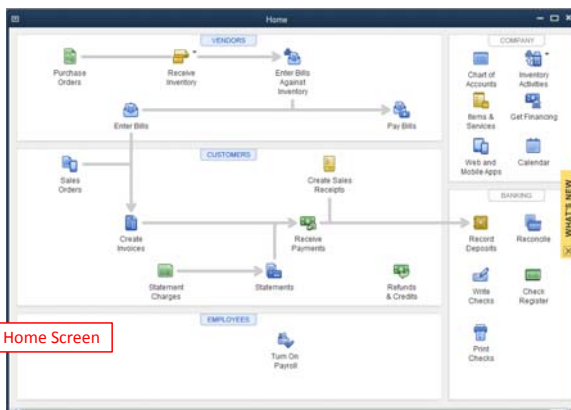 Home
VENDORS
Purchase
Orders
Receive
Inventory
Enter Bills
Against
Inventory
Enter Bills
Pay Bills
CUSTOMERS
Sales
Orders
Create Sales
Receipts
Create
Invoices
Receive
Payments
Statement
Charges
Statements
Refunds
& Credits
EMPLOYEES
Turn On
Payroll
COMPANY
Chart of
Accounts
Inventory
Activities
Items &
Services
Get Financing
Web and
Mobile Apps
Calendar
BANKING
Record
Deposits
Reconcile
Write
Checks
Check
Register
Print
Checks
WHAT'S NEW
Home Screen